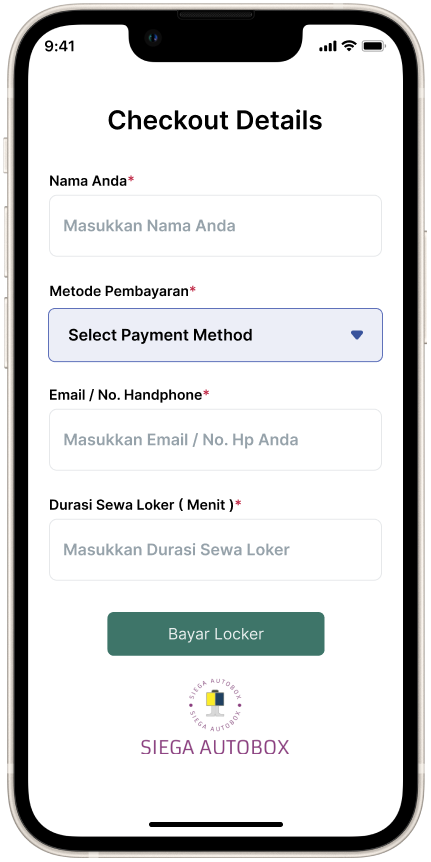 9:41
Checkout Details
Nama Anda*
Masukkan Nama Anda
Metode Pembayaran*
Select Payment Method
Email / No. Handphone*
Masukkan Email / No. Hp Anda
Durasi Sewa Loker ( Menit )*
Masukkan Durasi Sewa Loker
Bayar Locker
SIEGA AUTOBOX
SIEGA AUTOBOX
SIEGA AUTOBOX